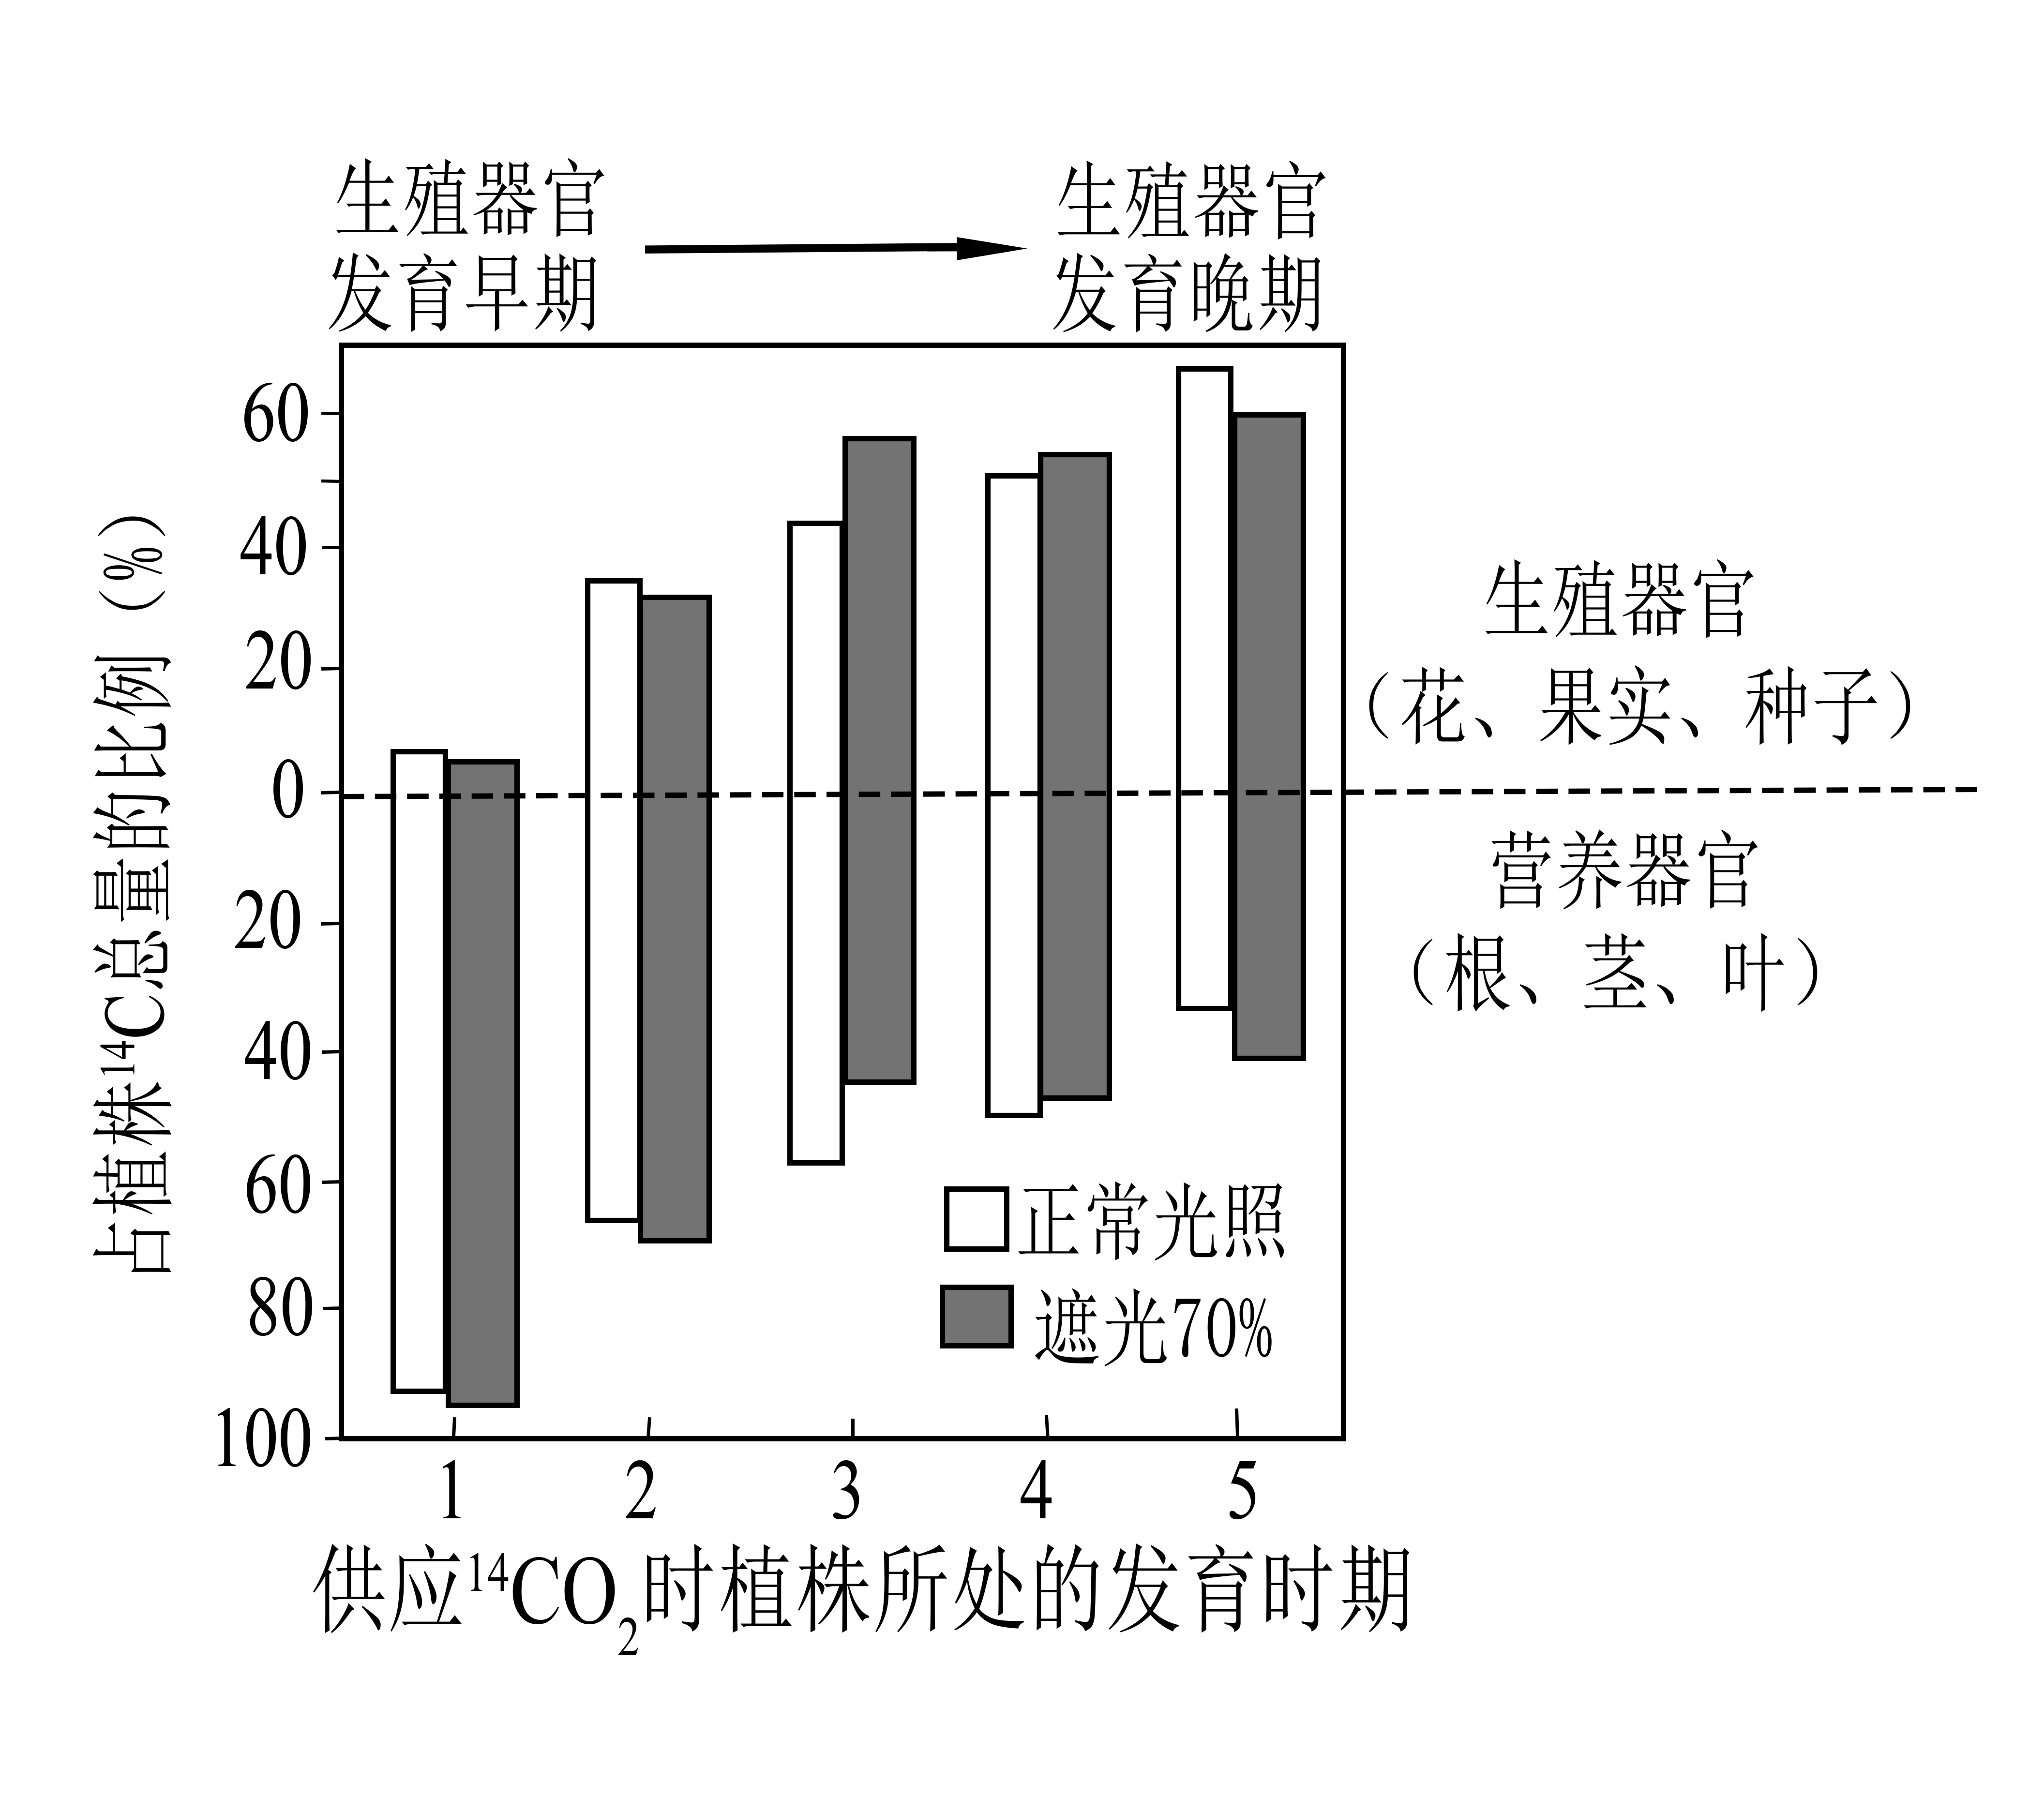 生殖器官
发育早期
生殖器官
发育晚期
占植株¹⁴C总量的比例（%）
60
40
20
0
20
40
60
80
100
生殖器官
（花、果实、种子）
营养器官
（根、茎、叶）
正常光照
遮光70%
1 2 3 4 5
供应¹⁴CO₂时植株所处的发育时期